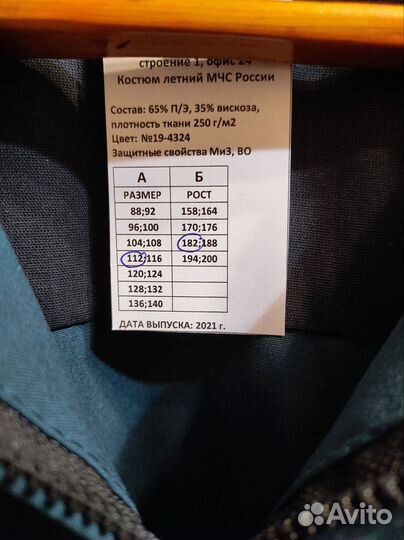 строение 1, офис 24
Костюм летний МЧС России
Состав: 65% П/Э, 35% вискоза,
плотность ткани 250 г/м2
Цвет: №19-4324
Защитные свойства МиЗ, ВО
А Б
РАЗМЕР РОСТ
88;92 158;164
96;100 170;176
104;108 182;188
112;116 194;200
120;124
128;132
136;140
ДАТА ВЫПУСКА: 2021 г.
Avito